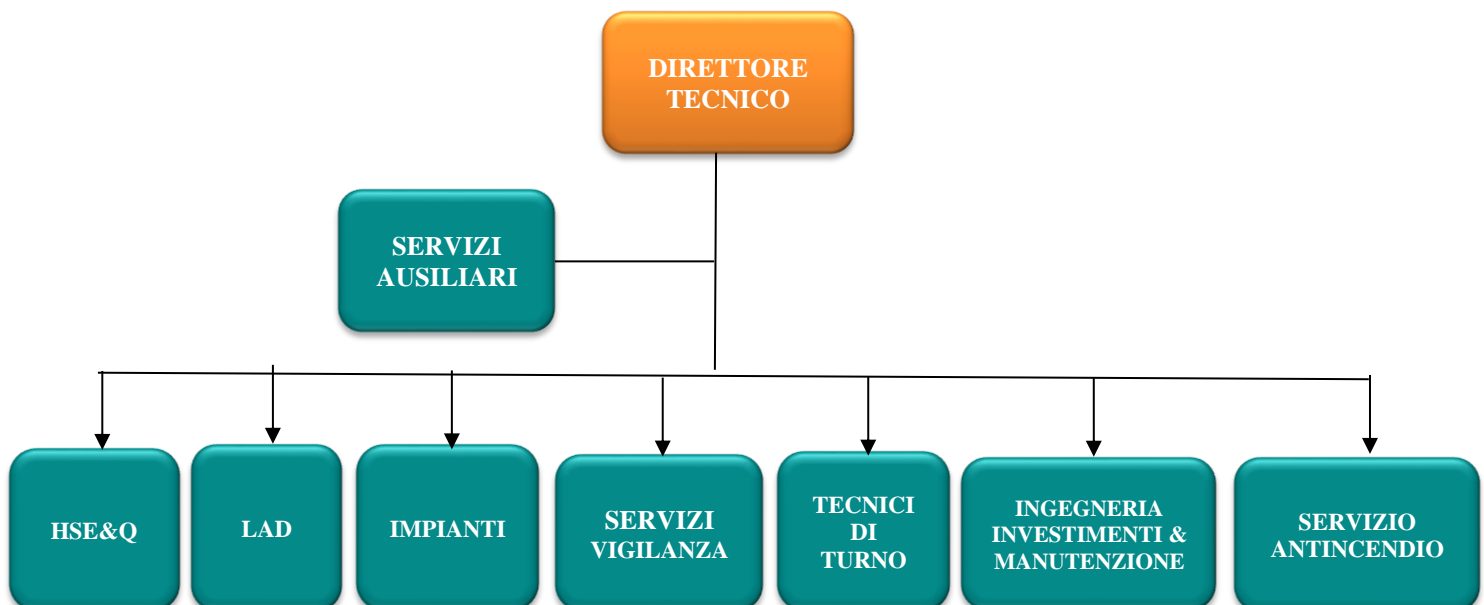 DIRETTORE
TECNICO
SERVIZI
AUSILIARI
HSE&Q
LAD
IMPIANTI
SERVIZI
VIGILANZA
TECNICI
DI
TURNO
INGEGNERIA
INVESTIMENTI &
MANUTENZIONE
SERVIZIO
ANTINCENDIO